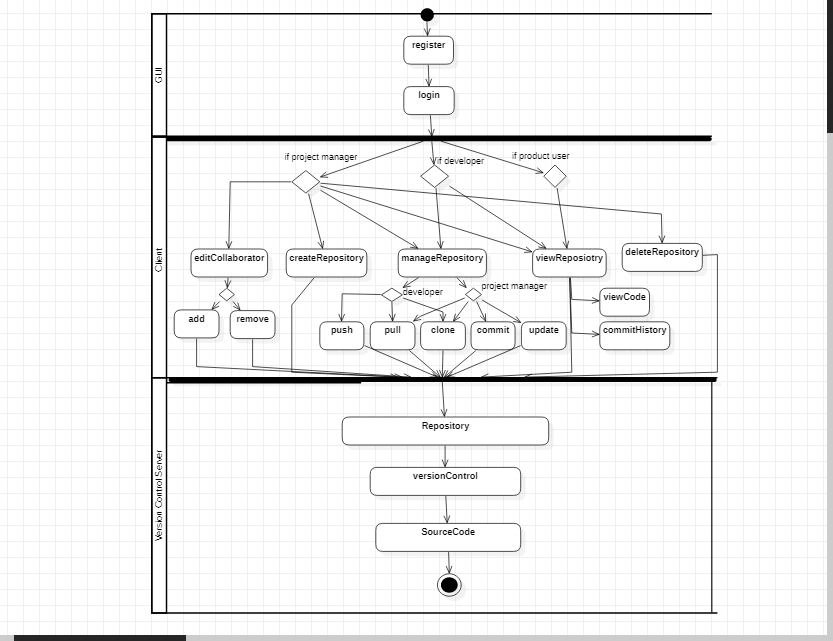 GUI
register
login
Client
if project manager
if developer
if product user
editCollaborator
createRepository
manageRepository
viewRepsiotry
deleteRepository
developer
project manager
viewCode
add
remove
push
pull
clone
commit
update
commitHistory
Version Control Server
Repository
versionControl
SourceCode